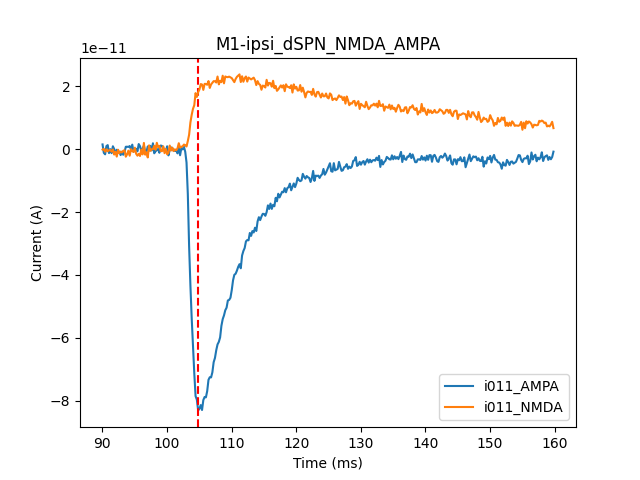 M1-ipsi_dSPN_NMDA_AMPA
1e−11
2
0
−2
−4
−6
−8
Current (A)
90 100 110 120 130 140 150 160
Time (ms)
i011_AMPA
i011_NMDA